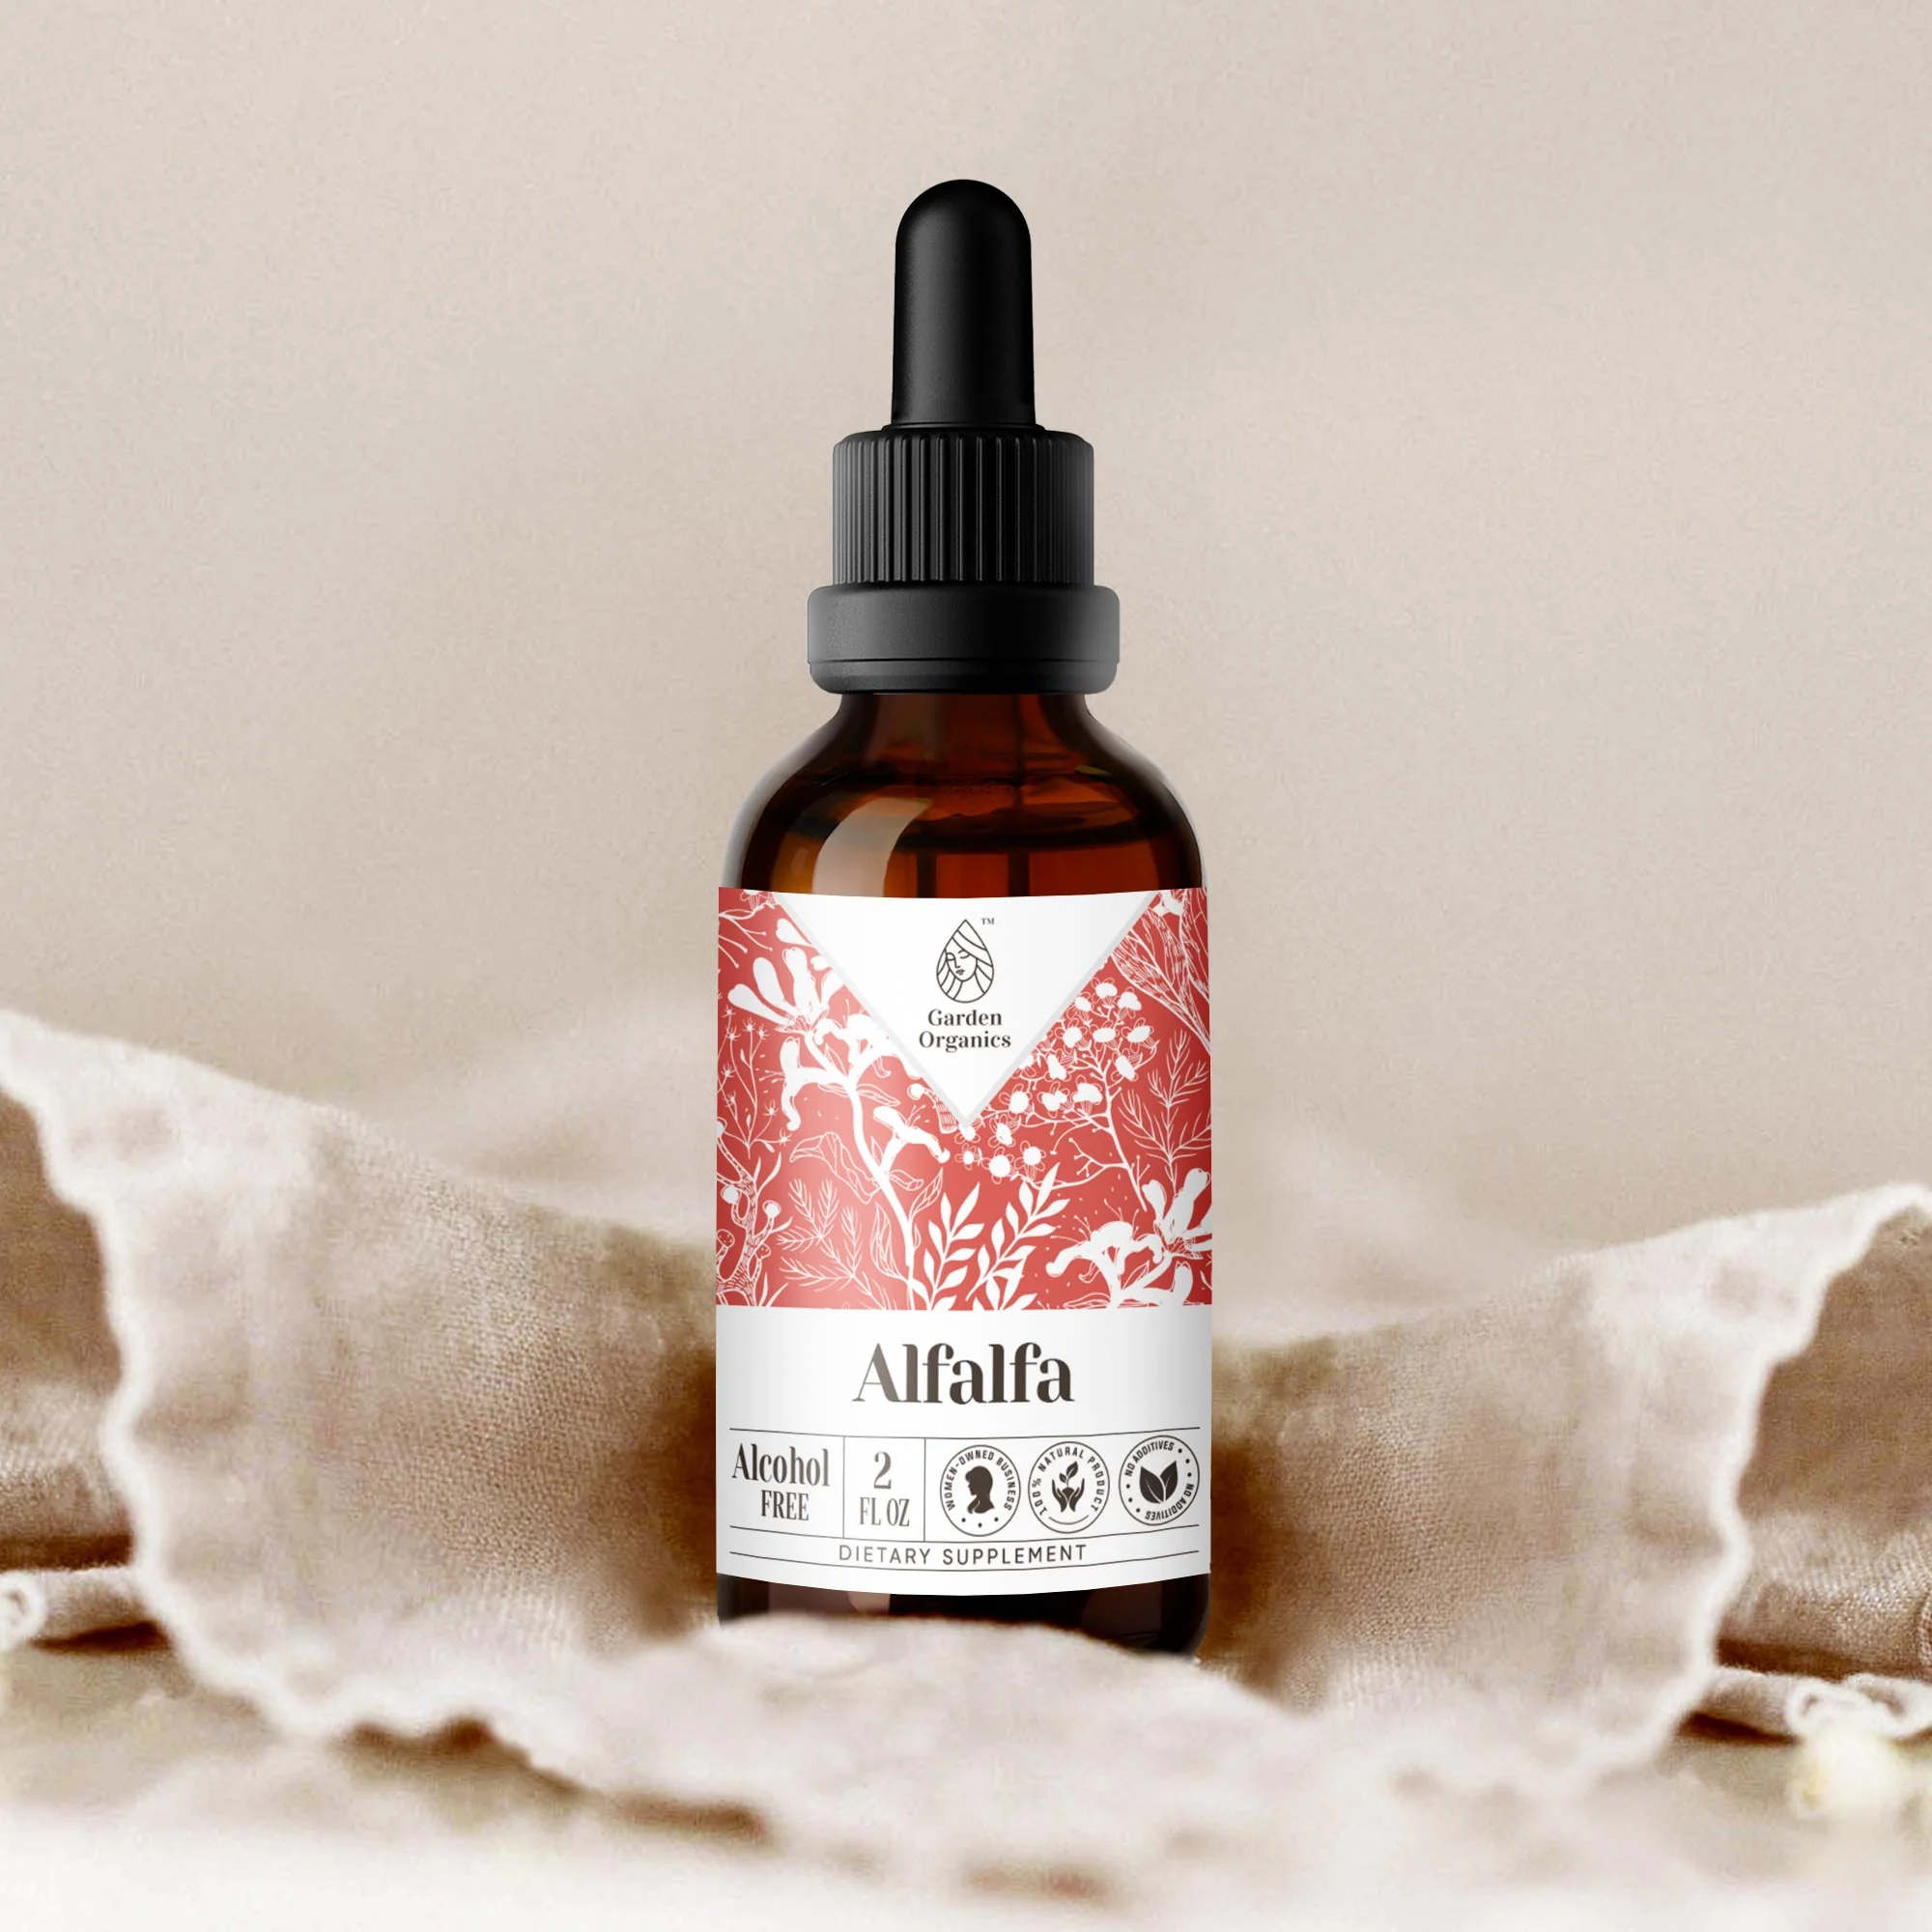 TM
Garden
Organics
Alfalfa
Alcohol
FREE
2
FL OZ
WOMEN-OWNED BUSINESS
100% NATURAL PRODUCT
NO ADDITIVES • NO ADDITIVES
DIETARY SUPPLEMENT